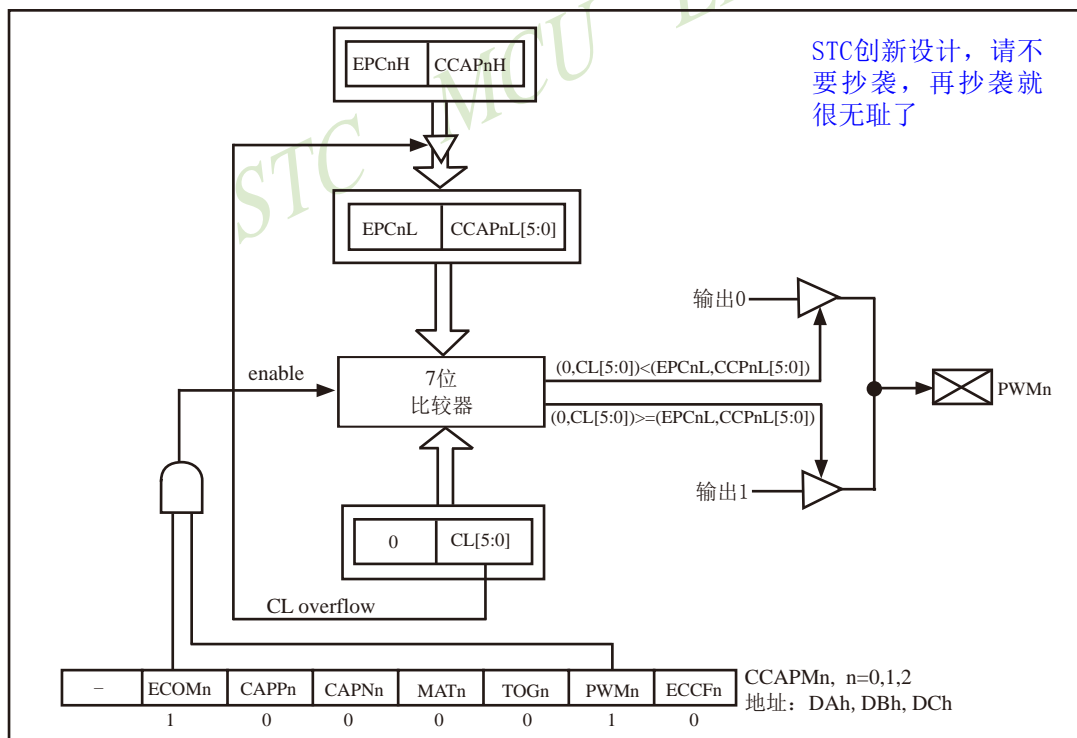 STC MCU
EPCnH CCAPnH
STC创新设计，请不
要抄袭，再抄袭就
很无耻了
EPCnL CCAPnL[5:0]
输出0
enable
7位
比较器
(0,CL[5:0])<(EPCnL,CCPnL[5:0])
PWMn
(0,CL[5:0])>=(EPCnL,CCPnL[5:0])
输出1
0 CL[5:0]
CL overflow
− ECOMn CAPPn CAPNn MATn TOGn PWMn ECCFn
CCAPMn, n=0,1,2
地址：DAh, DBh, DCh
1 0 0 0 0 1 0